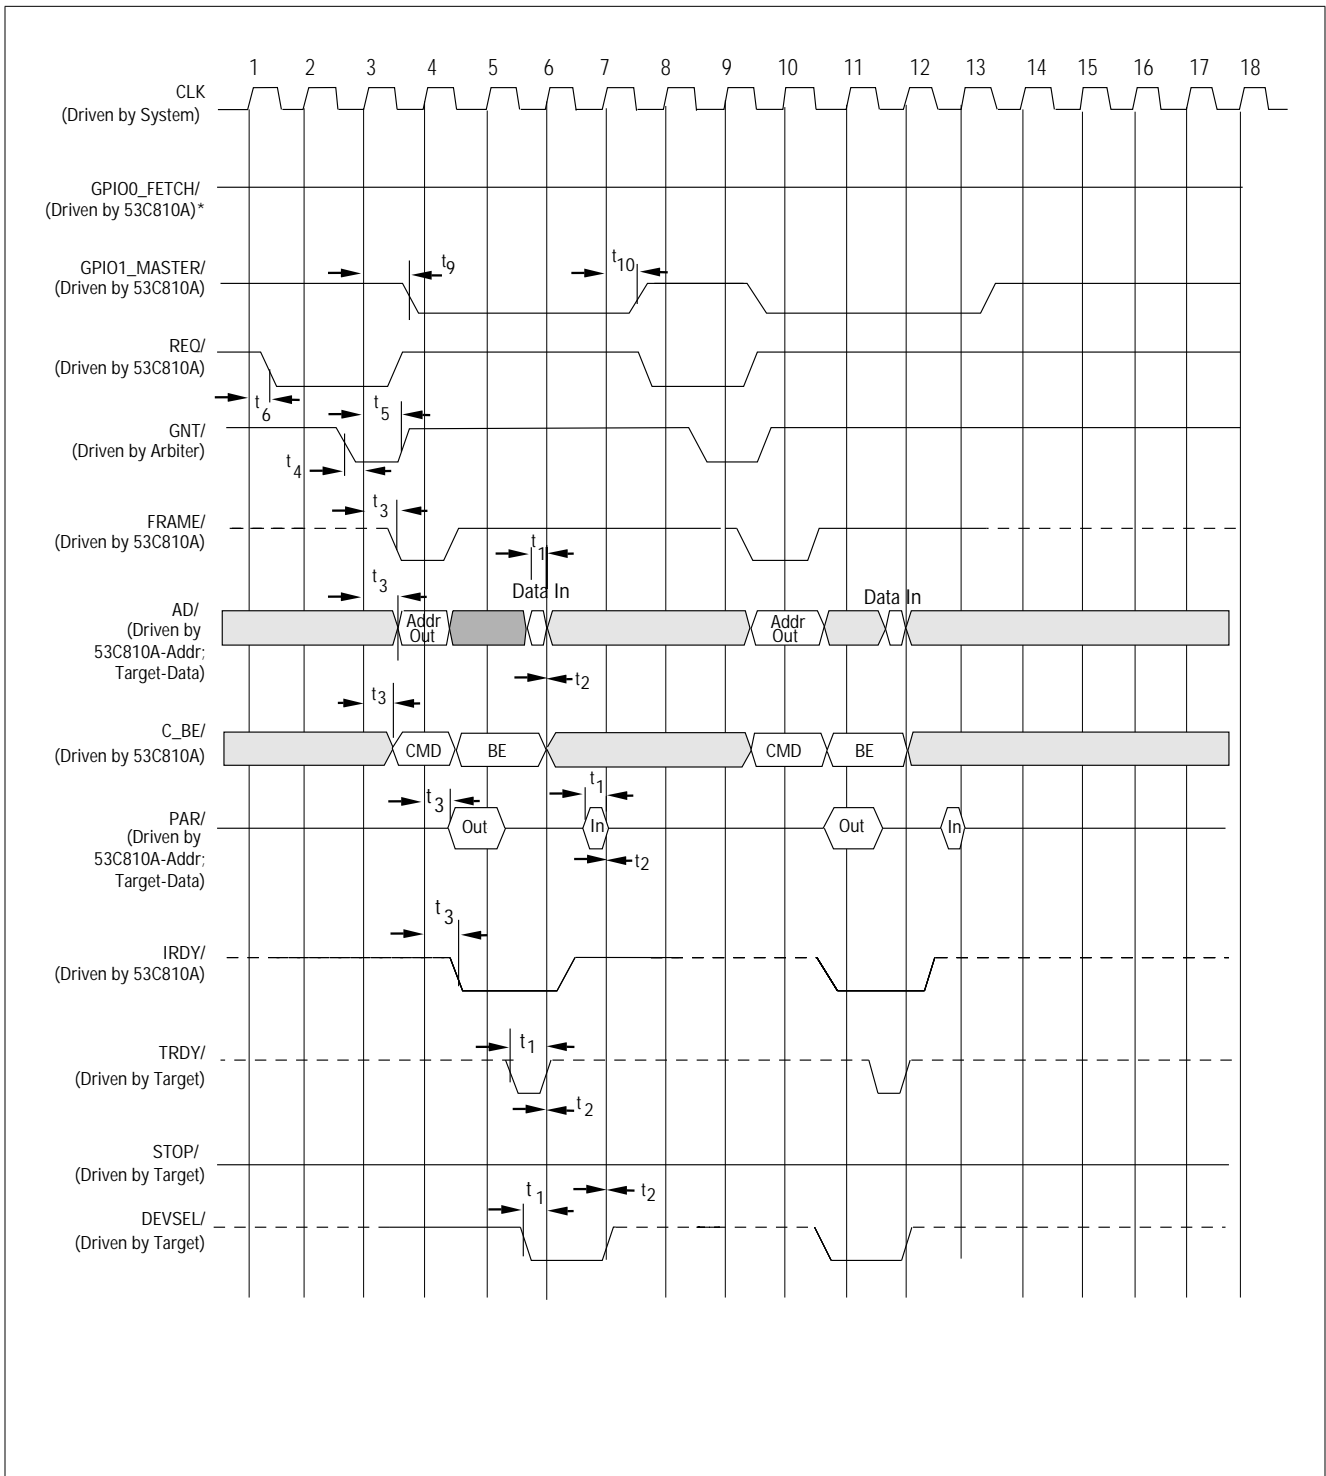 1 2 3 4 5 6 7 8 9 10 11 12 13 14 15 16 17 18
CLK
(Driven by System)
GPIO0_FETCH/
(Driven by 53C810A)*
GPIO1_MASTER/
(Driven by 53C810A)
t9
t10
REQ/
(Driven by 53C810A)
t6
t5
GNT/
(Driven by Arbiter)
t4
t3
FRAME/
(Driven by 53C810A)
t1
t3
Data In
Data In
AD/
(Driven by
53C810A-Addr;
Target-Data)
Addr
Out
Addr
Out
t2
t3
C_BE/
(Driven by 53C810A)
CMD
BE
CMD
BE
t1
t3
PAR/
(Driven by
53C810A-Addr;
Target-Data)
Out
In
Out
In
t2
t3
IRDY/
(Driven by 53C810A)
t1
TRDY/
(Driven by Target)
t2
STOP/
(Driven by Target)
t1
t2
DEVSEL/
(Driven by Target)